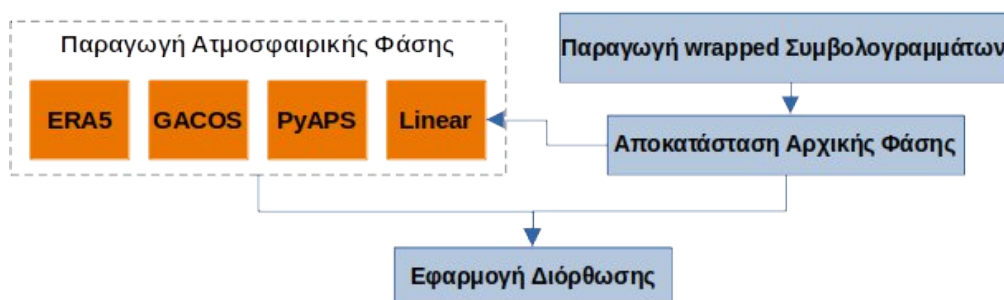 Παραγωγή Ατμοσφαιρικής Φάσης
ERA5
GACOS
PyAPS
Linear
Παραγωγή wrapped Συμβολογραμμάτων
Αποκατάσταση Αρχικής Φάσης
Εφαρμογή Διόρθωσης